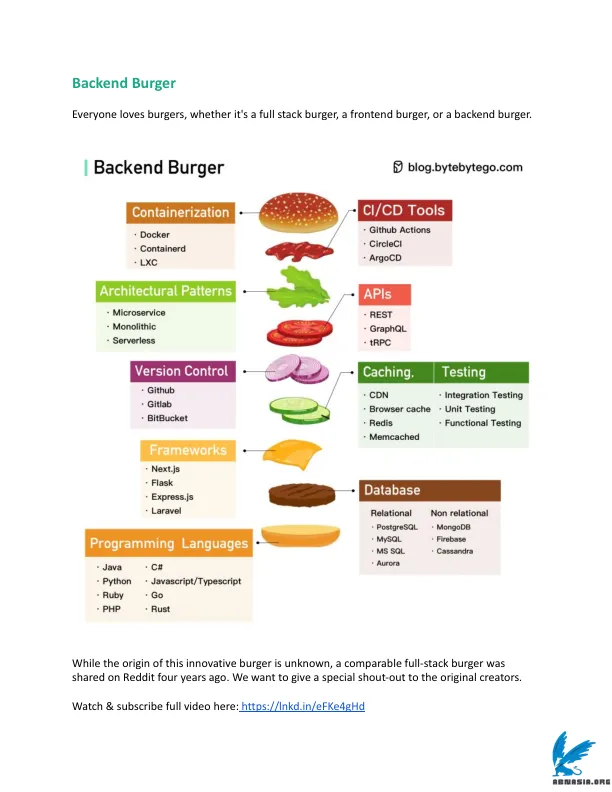 Backend Burger
Everyone loves burgers, whether it's a full stack burger, a frontend burger, or a backend burger.
Backend Burger
blog.bytebytego.com
Containerization
· Docker
· Containerd
· LXC
CI/CD Tools
· Github Actions
· CircleCI
· ArgoCD
Architectural Patterns
· Microservice
· Monolithic
· Serverless
APIs
· REST
· GraphQL
· tRPC
Version Control
· Github
· Gitlab
· BitBucket
Caching,
· CDN
· Browser cache
· Redis
· Memcached
Testing
· Integration Testing
· Unit Testing
· Functional Testing
Frameworks
· Next.js
· Flask
· Express.js
· Laravel
Database
Relational
· PostgreSQL
· MySQL
· MS SQL
· Aurora
Non relational
· MongoDB
· Firebase
· Cassandra
Programming Languages
· Java
· Python
· Ruby
· PHP
· C#
· Javascript/Typescript
· Go
· Rust
While the origin of this innovative burger is unknown, a comparable full-stack burger was
shared on Reddit four years ago. We want to give a special shout-out to the original creators.
Watch & subscribe full video here: https://lnkd.in/eFKe4gHd
ABNASIA.ORG